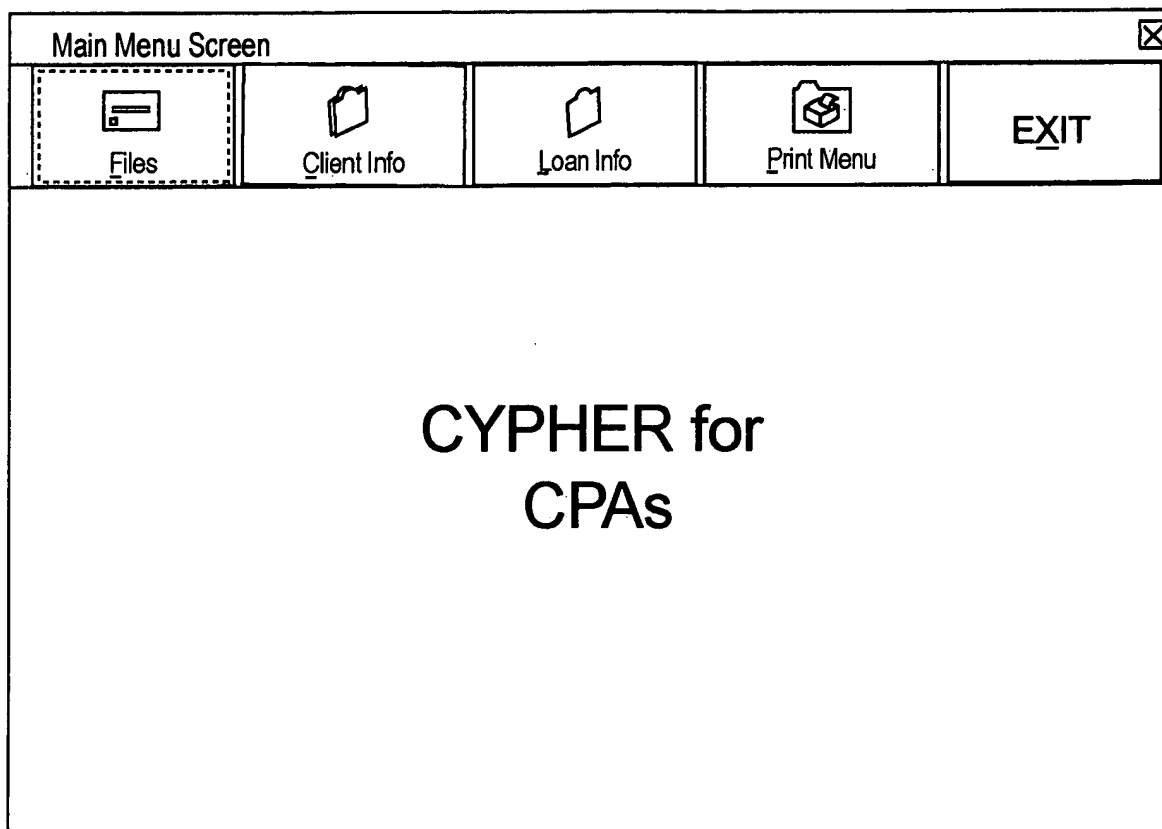 Main Menu Screen
Files
Client Info
Loan Info
Print Menu
EXIT
CYPHER for
CPAs